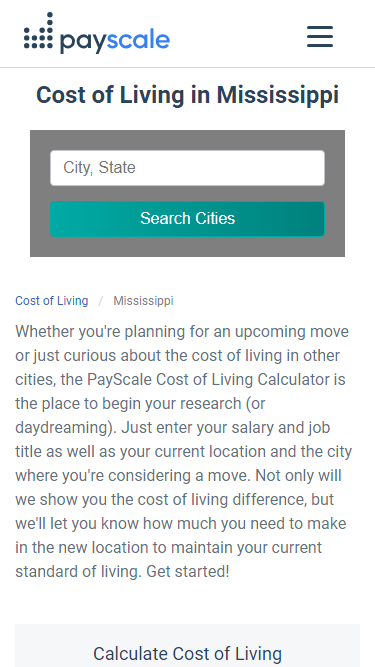 payscale
Cost of Living in Mississippi
City, State
Search Cities
Cost of Living / Mississippi
Whether you're planning for an upcoming move
or just curious about the cost of living in other
cities, the PayScale Cost of Living Calculator is
the place to begin your research (or
daydreaming). Just enter your salary and job
title as well as your current location and the city
where you're considering a move. Not only will
we show you the cost of living difference, but
we'll let you know how much you need to make
in the new location to maintain your current
standard of living. Get started!
Calculate Cost of Living